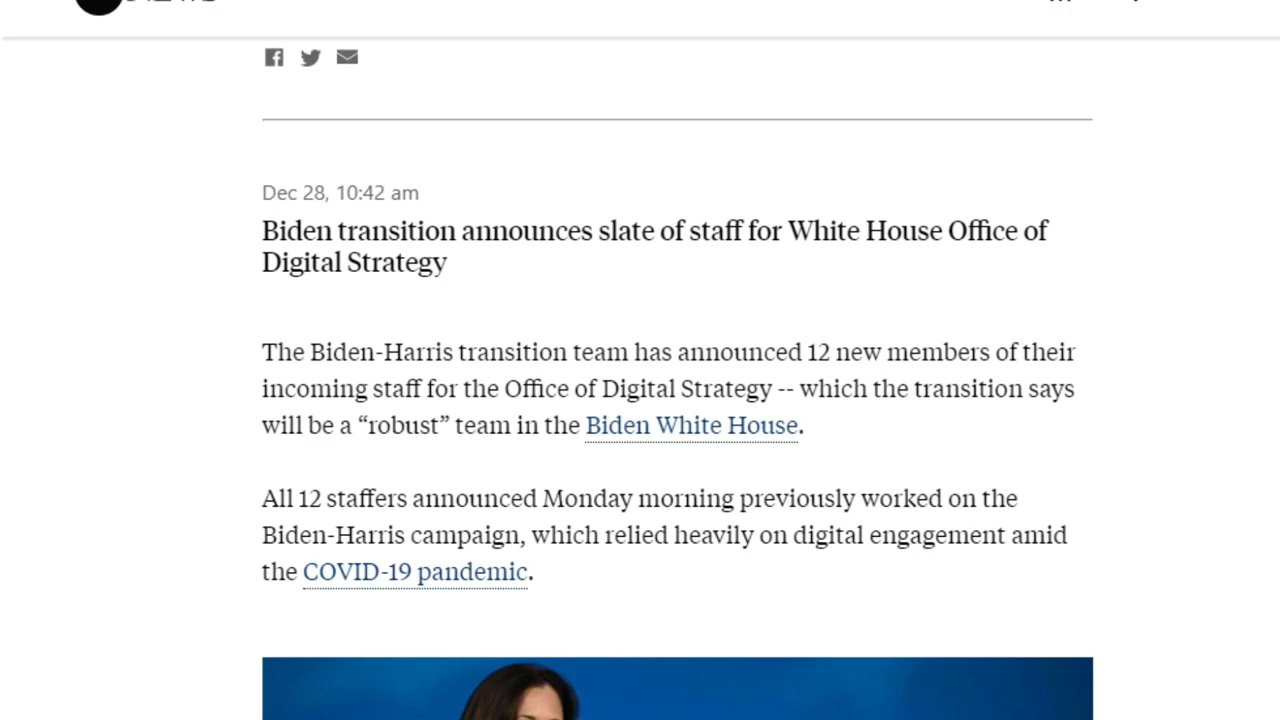 Dec 28, 10:42 am
Biden transition announces slate of staff for White House Office of
Digital Strategy
The Biden-Harris transition team has announced 12 new members of their
incoming staff for the Office of Digital Strategy -- which the transition says
will be a “robust” team in the Biden White House.
All 12 staffers announced Monday morning previously worked on the
Biden-Harris campaign, which relied heavily on digital engagement amid
the COVID-19 pandemic.